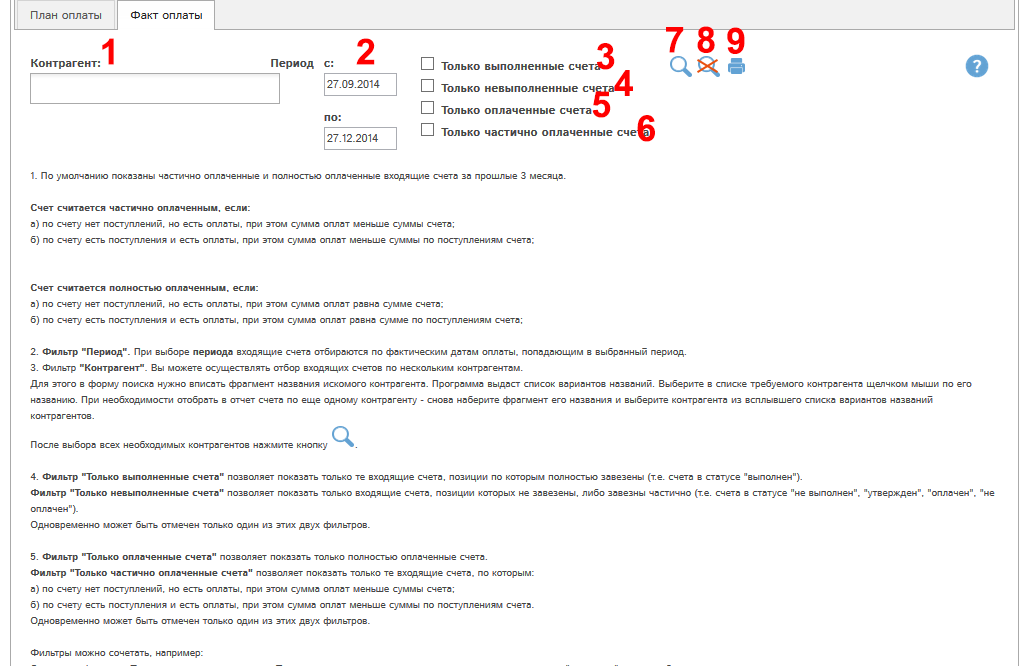 План оплаты Факт оплаты
1 2 3 4 5 6 7 8 9
Контрагент: Период с: Только выполненные счета
27.09.2014 Только невыполненные счета
по: Только оплаченные счета
27.12.2014 Только частично оплаченные счета
?
1. По умолчанию показаны частично оплаченные и полностью оплаченные входящие счета за прошлые 3 месяца.
Счет считается частично оплаченным, если:
а) по счету нет поступлений, но есть оплаты, при этом сумма оплат меньше суммы счета;
б) по счету есть поступления и есть оплаты, при этом сумма оплат меньше суммы по поступлениям счета;
Счет считается полностью оплаченным, если:
а) по счету нет поступлений, но есть оплаты, при этом сумма оплат равна сумме счета;
б) по счету есть поступления и есть оплаты, при этом сумма оплат равна сумме по поступлениям счета;
2. Фильтр "Период". При выборе периода входящие счета отбираются по фактическим датам оплаты, попадающим в выбранный период.
3. Фильтр "Контрагент". Вы можете осуществлять отбор входящих счетов по нескольким контрагентам.
Для этого в форму поиска нужно вписать фрагмент названия искомого контрагента. Программа выдаст список вариантов названий. Выберите в списке требуемого контрагента щелчком мыши по его
названию. При необходимости отобрать в отчет счета по еще одному контрагенту - снова наберите фрагмент его названия и выберите контрагента из всплывшего списка вариантов названий
контрагентов.
После выбора всех необходимых контрагентов нажмите кнопку .
4. Фильтр "Только выполненные счета" позволяет показать только те входящие счета, позиции по которым полностью завезены (т.е. счета в статусе "выполнен").
Фильтр "Только невыполненные счета" позволяет показать только входящие счета, позиции которых не завезены, либо завезны частично (т.е. счета в статусе "не выполнен", "утвержден", "оплачен", "не
оплачен").
Одновременно может быть отмечен только один из этих двух фильтров.
5. Фильтр "Только оплаченные счета" позволяет показать только полностью оплаченные счета.
Фильтр "Только частично оплаченные счета" позволяет показать только те входящие счета, по которым:
а) по счету нет поступлений, но есть оплаты, при этом сумма оплат меньше суммы счета;
б) по счету есть поступления и есть оплаты, при этом сумма оплат меньше суммы по поступлениям счета.
Одновременно может быть отмечен только один из этих двух фильтров.
Фильтры можно сочетать, например: